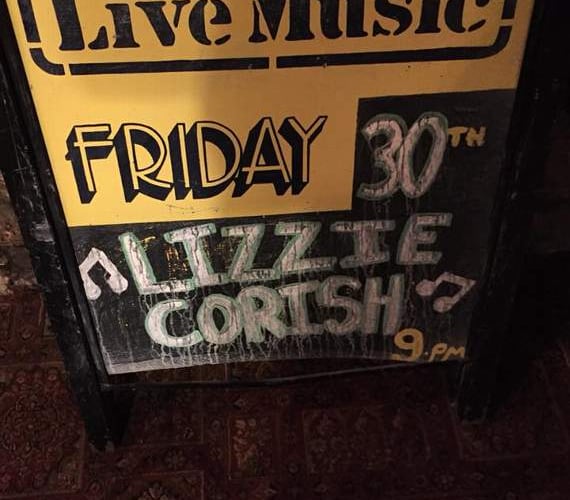 Live Music
FRIDAY 30TH
LIZZIE
CORISH
9.PM